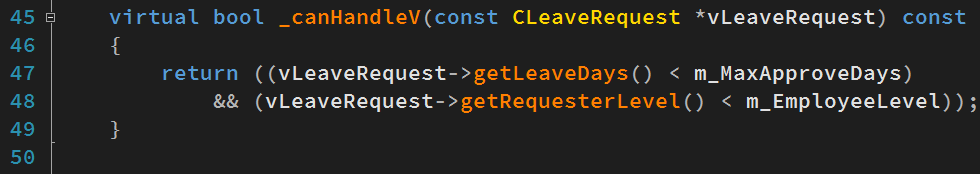 45 virtual bool _canHandleV(const CLeaveRequest *vLeaveRequest) const
46 {
47 return ((vLeaveRequest->getLeaveDays() < m_MaxApproveDays)
48 && (vLeaveRequest->getRequesterLevel() < m_EmployeeLevel));
49 }
50